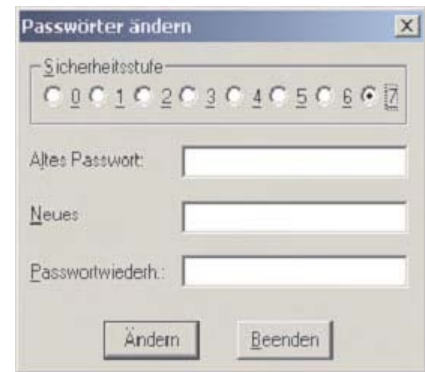 Passwörter ändern
Sicherheitsstufe
0 1 2 3 4 5 6 7
Altes Passwort:
Neues
Passwortwiederh.:
Ändern Beenden